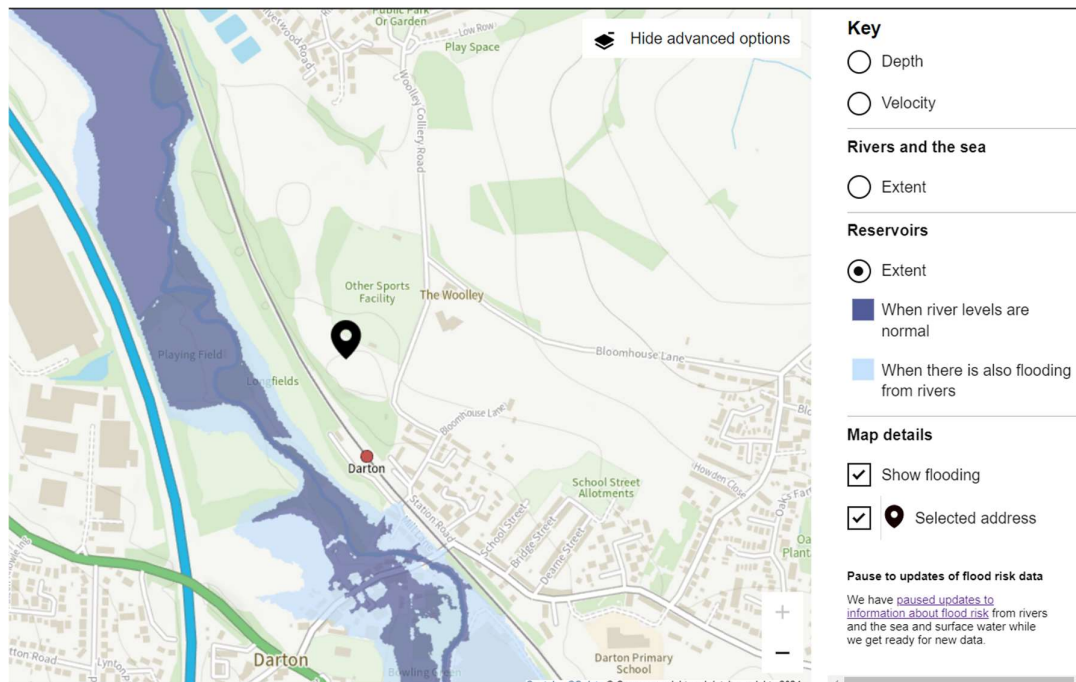 Public Park
Or Garden
Low Row
Play Space
Woolley Colliery Road
Hide advanced options
Other Sports
Facility
The Woolley
Playing Field
Longfields
Bloomhouse Lane
Bloomhouse Lane
Darton
School Street
Allotments
Howden Close
Station Road
School Street
Bridge Street
Dearne Street
Darton
Darton Primary
School
Bowling Green
Key
Depth
Velocity
Rivers and the sea
Extent
Reservoirs
Extent
When river levels are
normal
When there is also flooding
from rivers
Map details
Show flooding
Selected address
Pause to updates of flood risk data
We have paused updates to
information about flood risk from rivers
and the sea and surface water while
we get ready for new data.